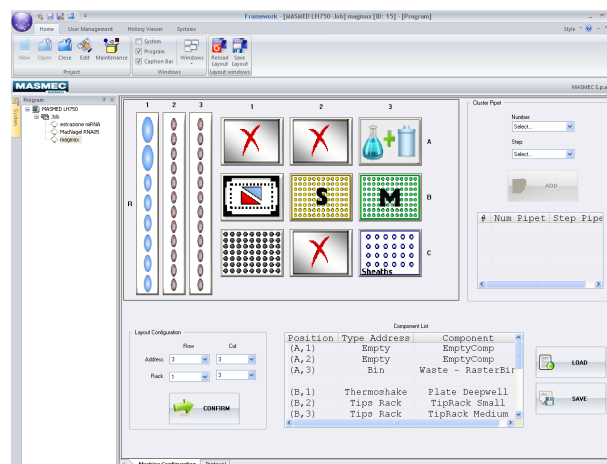 Framework - [MASMED LH750-Job] magmux [ID: 15] - [Program]
Home User Management History Viewer Systems
Style
New Open Close Edit Maintenance
System
Program
Caption Bar
Windows
Reload Layout
Save Layout
Project Windows Layout windows
MASMEC
MASMEC S.p.a
System
Program
MASMED LH750
Job
estrazione miRNA
MacNagel RNA05
magmux
1 2 3 1 2 3
A
R
S
M
B
C
Sheaths
Cluster Pipet
Number
Select...
Step
Select...
ADD
# Num Pipet Step Pipe
Layout Configuration
Row Col
Address 3 3
Rack 1 3
CONFIRM
Component List
Position Type Address Component
(A,1) Empty EmptyComp
(A,2) Empty EmptyComp
(A,3) Bin Waste - RasterBin
(B,1) Thermoshake Plate Deepwell
(B,2) Tips Rack TipRack Small
(B,3) Tips Rack TipRack Medium
LOAD
SAVE
Machine Configuration Protocol